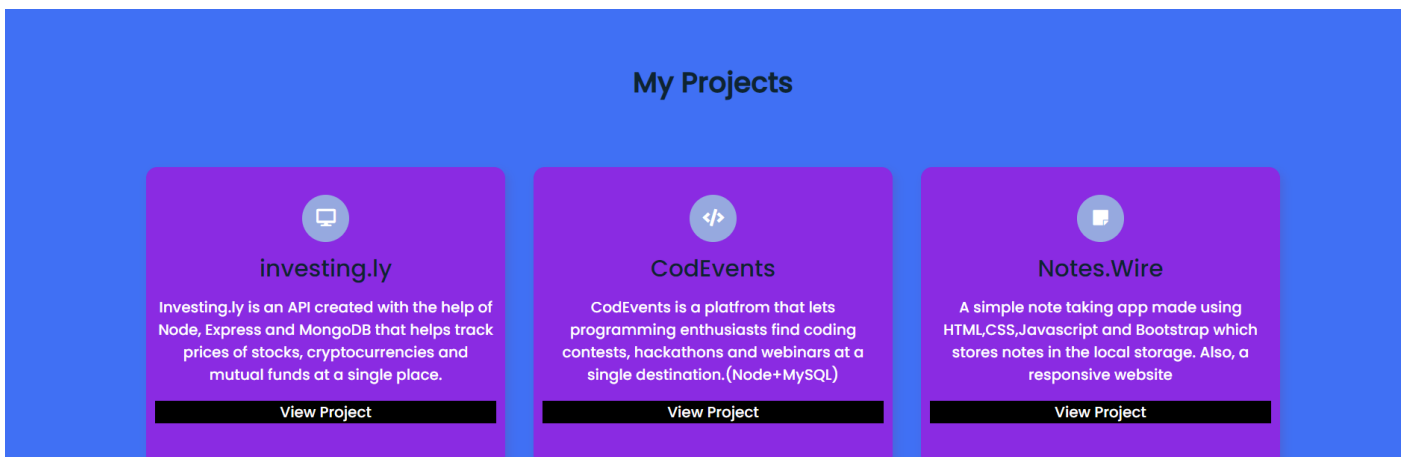 My Projects
investing.ly
Investing.ly is an API created with the help of
Node, Express and MongoDB that helps track
prices of stocks, cryptocurrencies and
mutual funds at a single place.
View Project
CodEvents
CodEvents is a platfrom that lets
programming enthusiasts find coding
contests, hackathons and webinars at a
single destination.(Node+MySQL)
View Project
Notes.Wire
A simple note taking app made using
HTML,CSS,Javascript and Bootstrap which
stores notes in the local storage. Also, a
responsive website
View Project